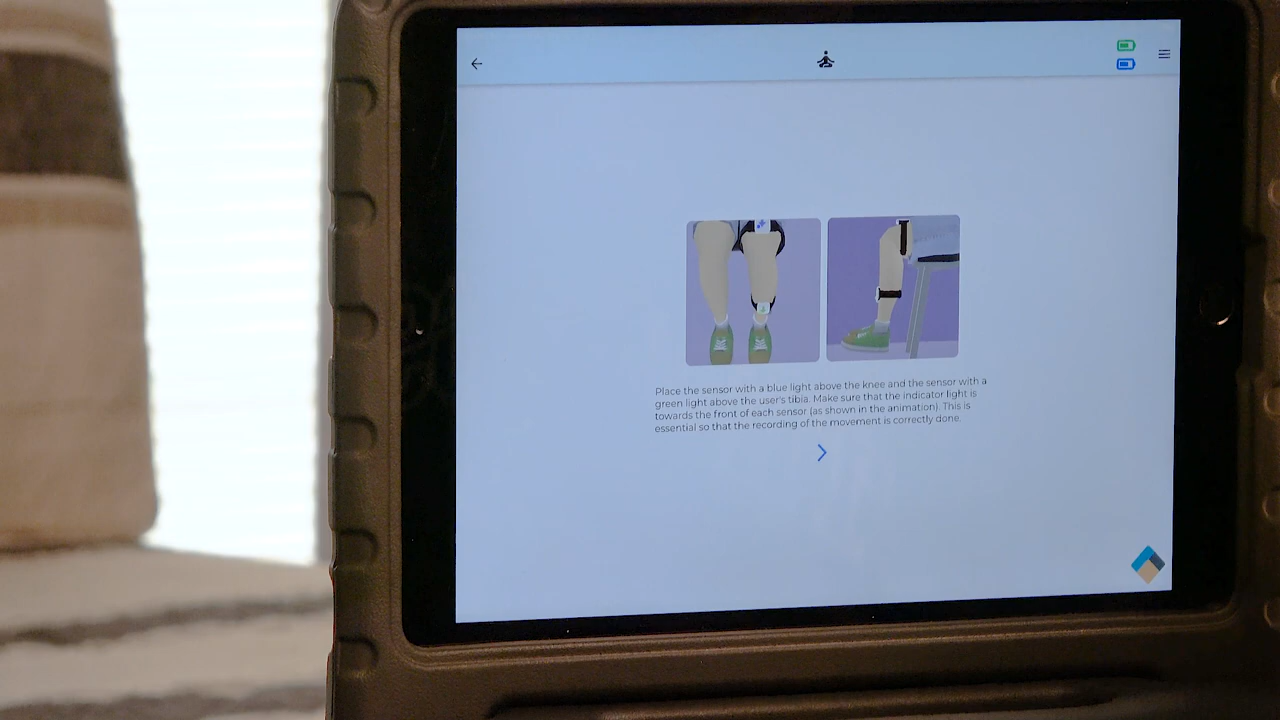 Place the sensor with a blue light above the knee and the sensor with a
green light above the user's tibia. Make sure that the indicator light is
towards the front of each sensor (as shown in the animation). This is
essential so that the recording of the movement is correctly done.